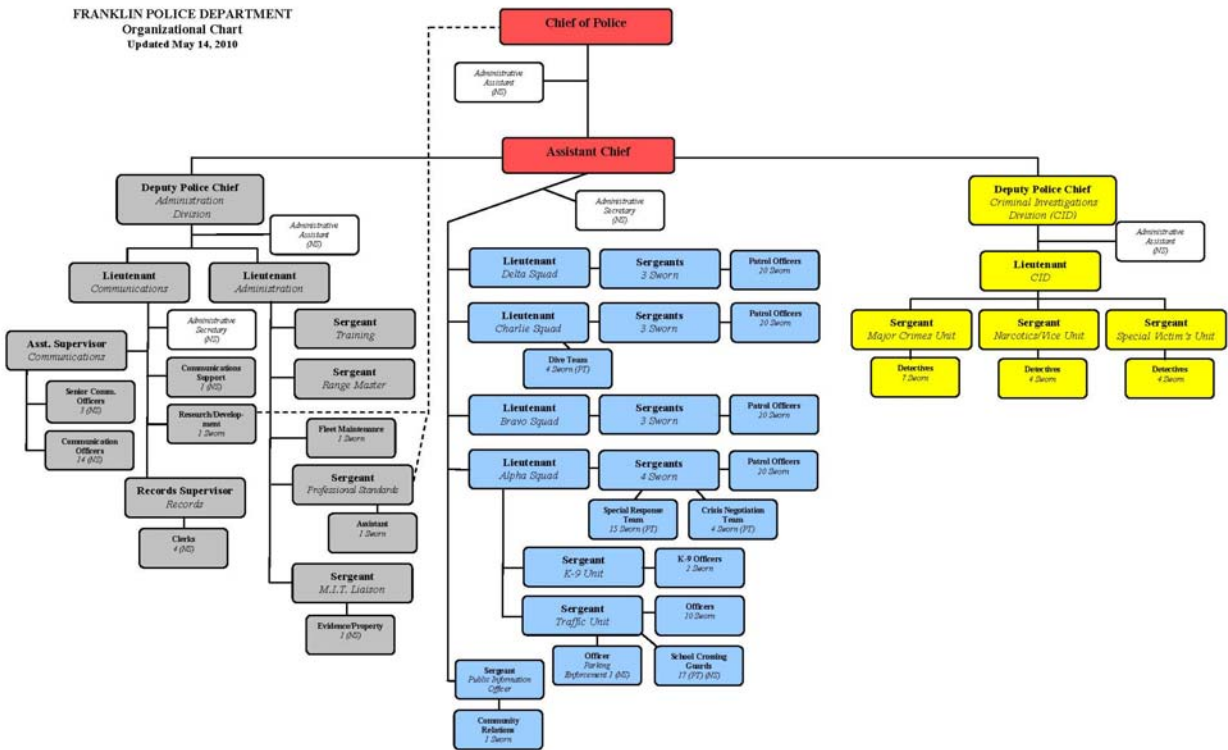 FRANKLIN POLICE DEPARTMENT
Organizational Chart
Updated May 14, 2010
Chief of Police
Administrative
Assistant
(NS)
Assistant Chief
Administrative
Secretary
(NS)
Deputy Police Chief
Administration
Division
Administrative
Assistant
(NS)
Lieutenant
Communications
Lieutenant
Administration
Administrative
Secretary
(NS)
Asst. Supervisor
Communications
Senior Comm.
Officers
3 (NS)
Communication
Officers
14 (NS)
Communications
Support
1 (NS)
Research/Develop-
ment
1 Sworn
Records Supervisor
Records
Clerks
4 (NS)
Sergeant
Training
Sergeant
Range Master
Fleet Maintenance
1 Sworn
Sergeant
Professional Standards
Assistant
1 Sworn
Sergeant
M.I.T. Liaison
Evidence/Property
1 (NS)
Lieutenant
Delta Squad
Sergeants
3 Sworn
Patrol Officers
20 Sworn
Lieutenant
Charlie Squad
Sergeants
3 Sworn
Patrol Officers
20 Sworn
Dive Team
4 Sworn (PT)
Lieutenant
Bravo Squad
Sergeants
3 Sworn
Patrol Officers
20 Sworn
Lieutenant
Alpha Squad
Sergeants
4 Sworn
Patrol Officers
20 Sworn
Special Response
Team
15 Sworn (PT)
Crisis Negotiation
Team
4 Sworn (PT)
Sergeant
K-9 Unit
K-9 Officers
2 Sworn
Sergeant
Traffic Unit
Officers
10 Sworn
Officer
Parking
Enforcement 1 (NS)
School Crossing
Guards
17 (PT) (NS)
Sergeant
Public Information
Officer
Community
Relations
1 Sworn
Deputy Police Chief
Criminal Investigations
Division (CID)
Administrative
Assistant
(NS)
Lieutenant
CID
Sergeant
Major Crimes Unit
Sergeant
Narcotics/Vice Unit
Sergeant
Special Victim's Unit
Detectives
7 Sworn
Detectives
4 Sworn
Detectives
4 Sworn